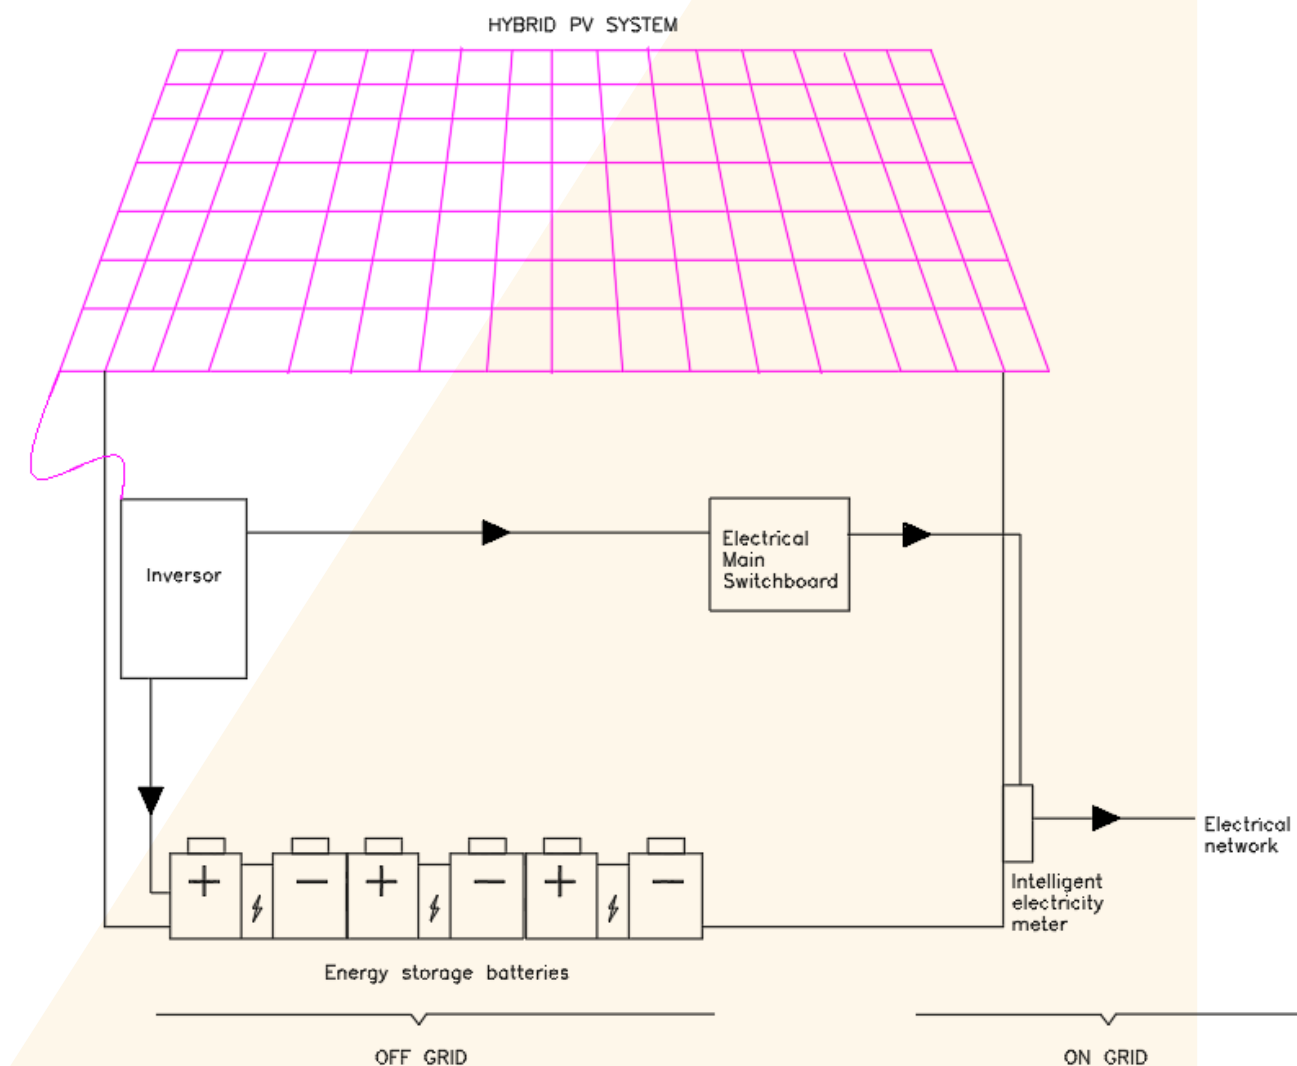 HYBRID PV SYSTEM
Inversor
Electrical
Main
Switchboard
Electrical
network
Intelligent
electricity
meter
Energy storage batteries
OFF GRID
ON GRID